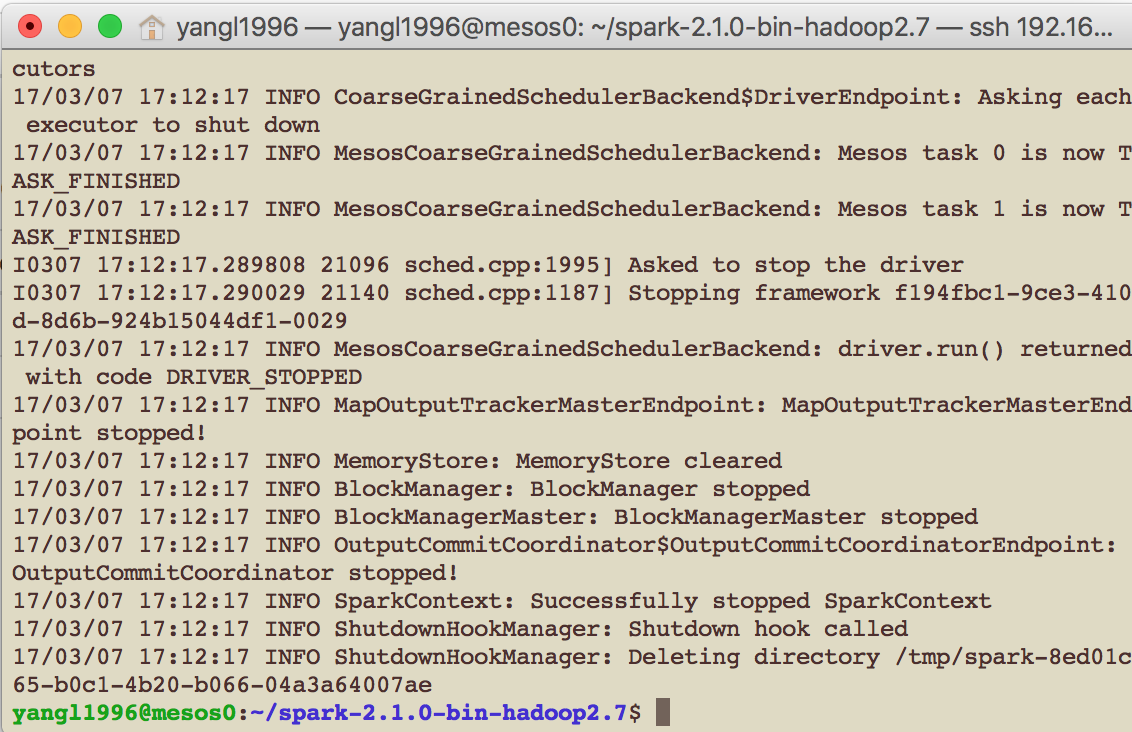 yangl1996 — yangl1996@mesos0: ~/spark-2.1.0-bin-hadoop2.7 — ssh 192.16...
cutors
17/03/07 17:12:17 INFO CoarseGrainedSchedulerBackend$DriverEndpoint: Asking each
 executor to shut down
17/03/07 17:12:17 INFO MesosCoarseGrainedSchedulerBackend: Mesos task 0 is now T
ASK_FINISHED
17/03/07 17:12:17 INFO MesosCoarseGrainedSchedulerBackend: Mesos task 1 is now T
ASK_FINISHED
I0307 17:12:17.289808 21096 sched.cpp:1995] Asked to stop the driver
I0307 17:12:17.290029 21140 sched.cpp:1187] Stopping framework f194fbc1-9ce3-410
d-8d6b-924b15044df1-0029
17/03/07 17:12:17 INFO MesosCoarseGrainedSchedulerBackend: driver.run() returned
 with code DRIVER_STOPPED
17/03/07 17:12:17 INFO MapOutputTrackerMasterEndpoint: MapOutputTrackerMasterEnd
point stopped!
17/03/07 17:12:17 INFO MemoryStore: MemoryStore cleared
17/03/07 17:12:17 INFO BlockManager: BlockManager stopped
17/03/07 17:12:17 INFO BlockManagerMaster: BlockManagerMaster stopped
17/03/07 17:12:17 INFO OutputCommitCoordinator$OutputCommitCoordinatorEndpoint:
OutputCommitCoordinator stopped!
17/03/07 17:12:17 INFO SparkContext: Successfully stopped SparkContext
17/03/07 17:12:17 INFO ShutdownHookManager: Shutdown hook called
17/03/07 17:12:17 INFO ShutdownHookManager: Deleting directory /tmp/spark-8ed01c
65-b0c1-4b20-b066-04a3a64007ae
yangl1996@mesos0:~/spark-2.1.0-bin-hadoop2.7$